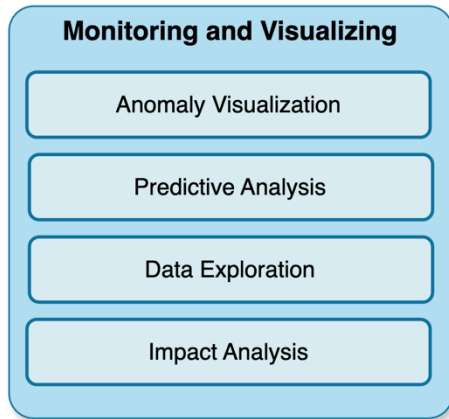 Monitoring and Visualizing
Anomaly Visualization
Predictive Analysis
Data Exploration
Impact Analysis